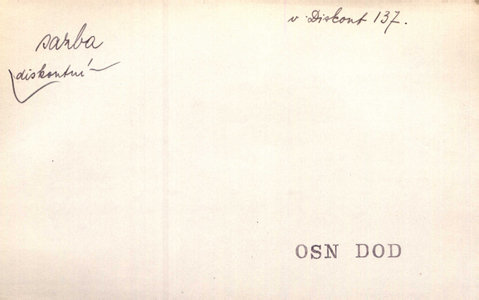 v Diskont 137.
sazba
diskontní
OSN DOD